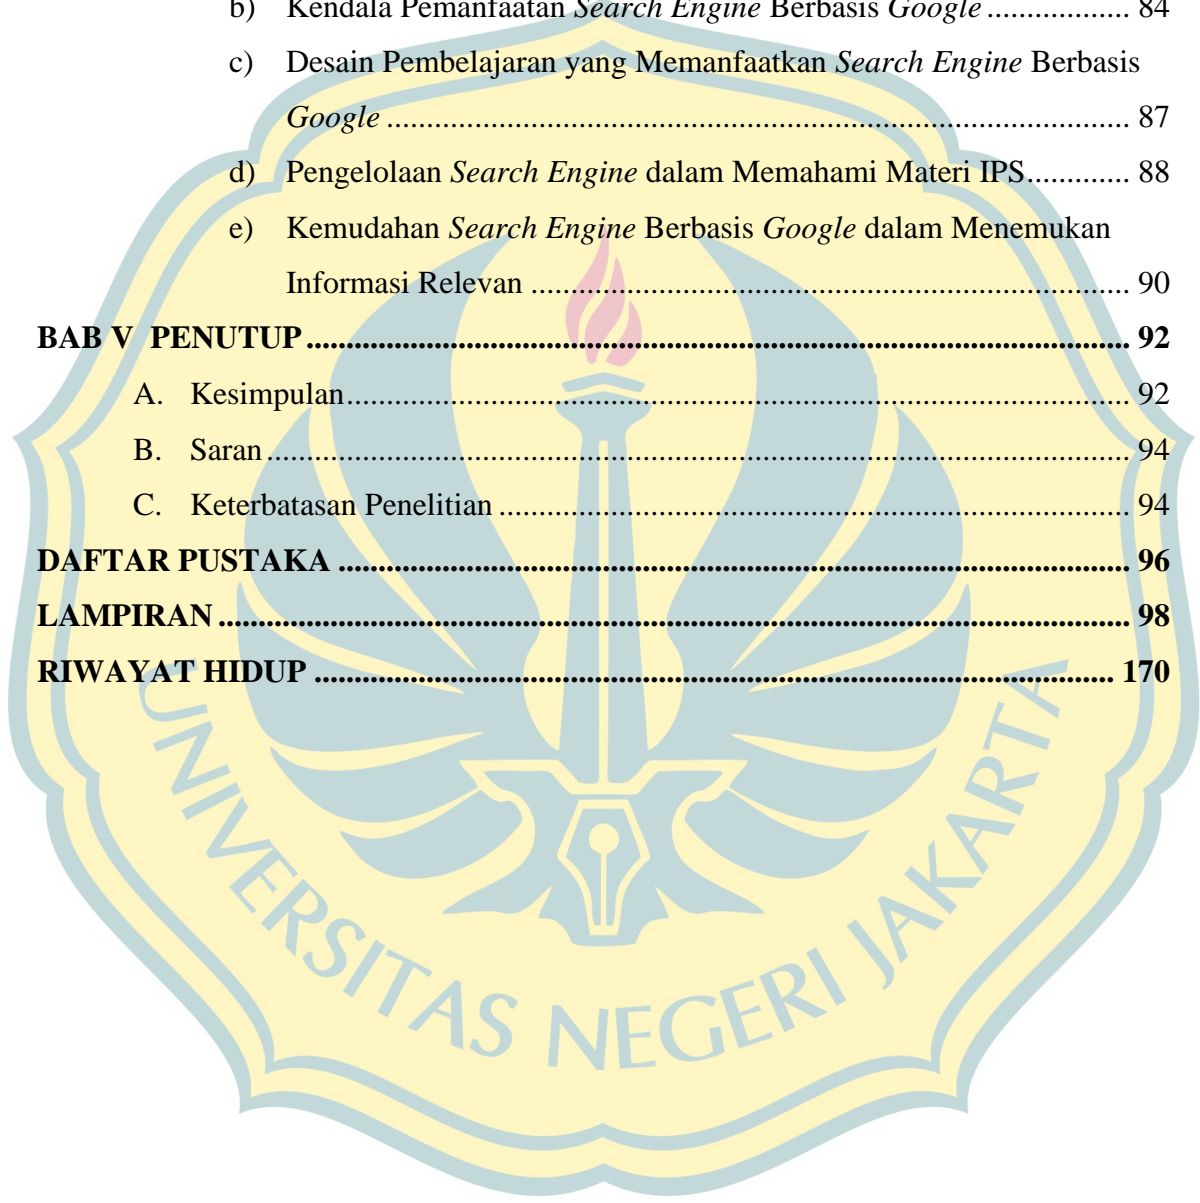 b) Kendala Pemanfaatan Search Engine Berbasis Google .................. 84
c) Desain Pembelajaran yang Memanfaatkan Search Engine Berbasis
Google .............................................................................................. 87
d) Pengelolaan Search Engine dalam Memahami Materi IPS............. 88
e) Kemudahan Search Engine Berbasis Google dalam Menemukan
Informasi Relevan ............................................................................ 90
BAB V PENUTUP ........................................................................................................ 92
A. Kesimpulan................................................................................................... 92
B. Saran ............................................................................................................. 94
C. Keterbatasan Penelitian ................................................................................ 94
DAFTAR PUSTAKA .................................................................................................... 96
LAMPIRAN ................................................................................................................... 98
RIWAYAT HIDUP ..................................................................................................... 170
UNIVERSITAS NEGERI JAKARTA